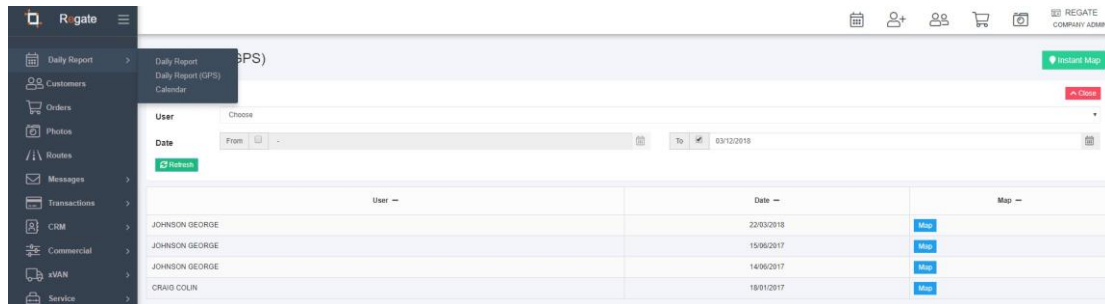 Regate
REGATE
COMPANY ADMIN
Daily Report
Customers
Orders
Photos
Routes
Messages
Transactions
CRM
Commercial
xVAN
Service
Daily Report
Daily Report (GPS)
Calendar
GPS)
Instant Map
Close
User Choose
Date From - To 03/12/2018
Refresh
User Date Map
JOHNSON GEORGE 22/03/2018 Map
JOHNSON GEORGE 15/06/2017 Map
JOHNSON GEORGE 14/06/2017 Map
CRAIG COLIN 18/01/2017 Map